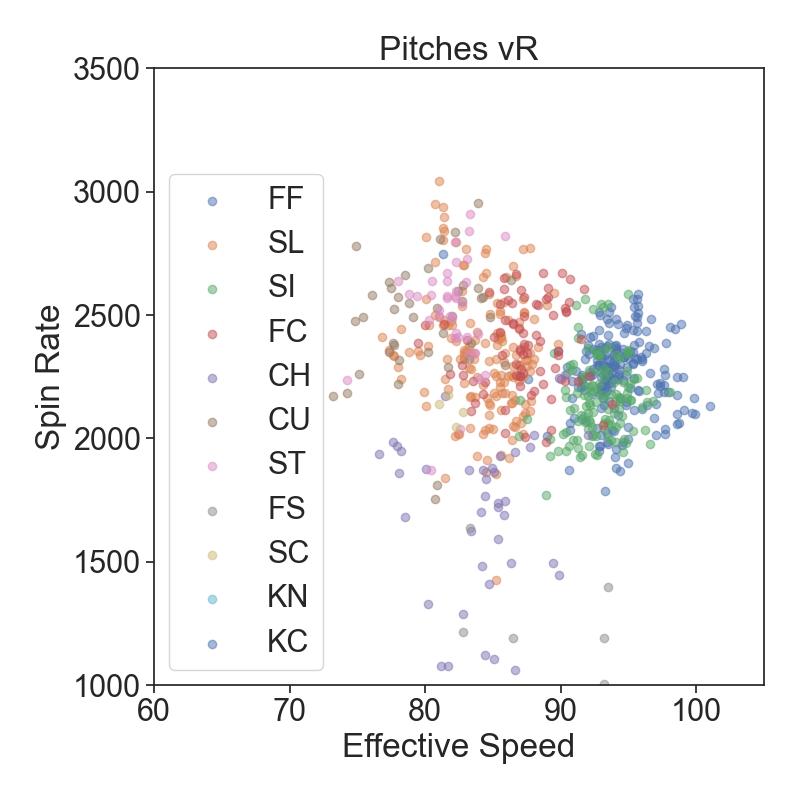 Pitches vR
3500
3000
2500
2000
1500
1000
Spin Rate
FF
SL
SI
FC
CH
CU
ST
FS
SC
KN
KC
60
70
80
90
100
Effective Speed